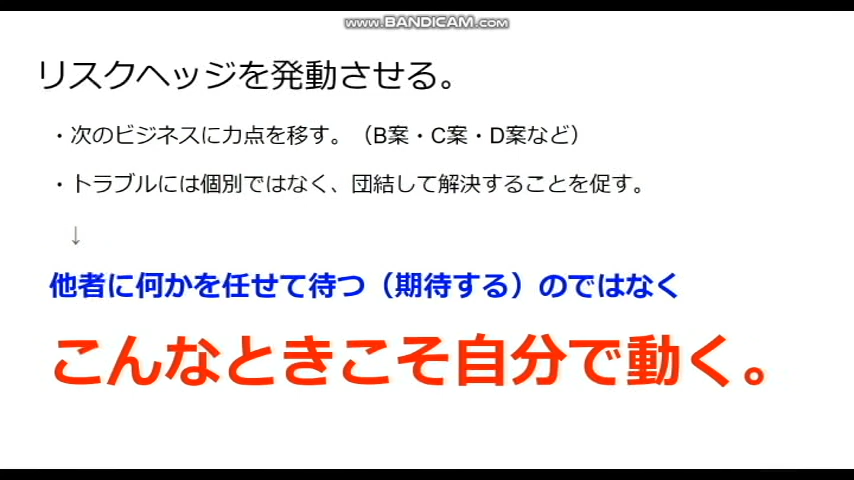 www.BANDICAM.com
リスクヘッジを発動させる。
・次のビジネスに力点を移す。（B案・C案・D案など）
・トラブルには個別ではなく、団結して解決することを促す。
↓
他者に何かを任せて待つ（期待する）のではなく
こんなときこそ自分で動く。